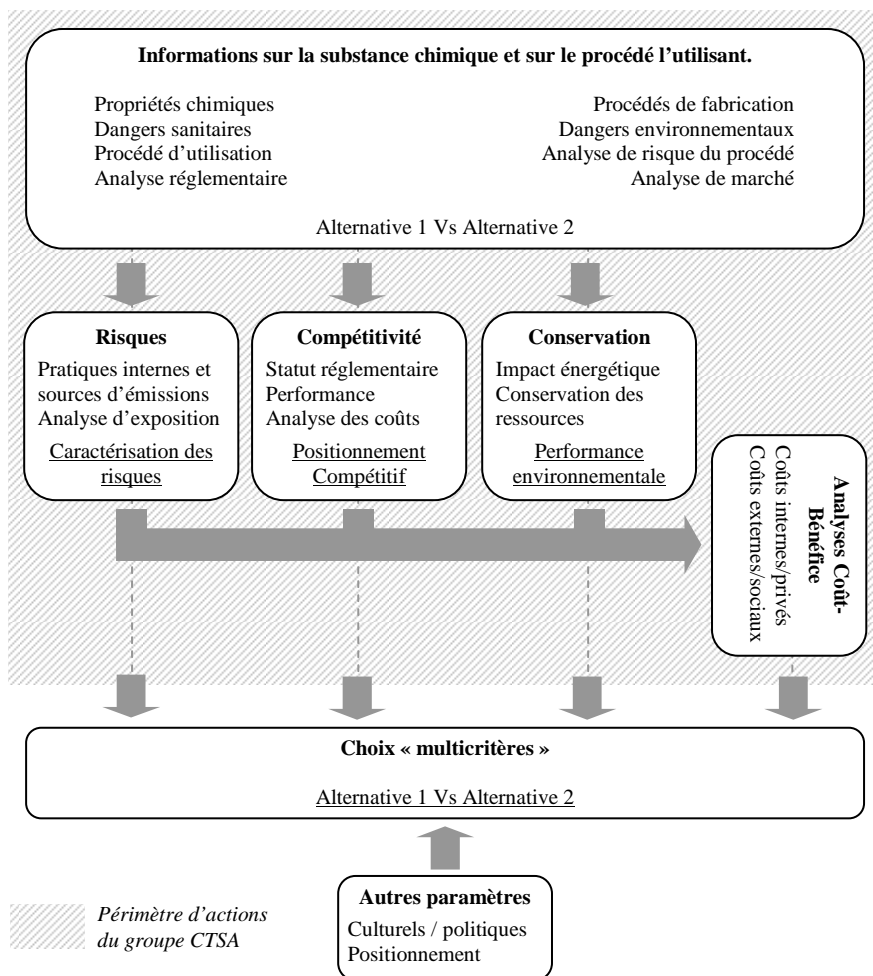 Informations sur la substance chimique et sur le procédé l’utilisant.
Propriétés chimiques
Dangers sanitaires
Procédé d’utilisation
Analyse réglementaire
Procédés de fabrication
Dangers environnementaux
Analyse de risque du procédé
Analyse de marché
Alternative 1 Vs Alternative 2
Risques
Pratiques internes et
sources d’émissions
Analyse d’exposition
Caractérisation des
risques
Compétitivité
Statut réglementaire
Performance
Analyse des coûts
Positionnement
Compétitif
Conservation
Impact énergétique
Conservation des
ressources
Performance
environnementale
Analyses Coût-
Bénéfice
Coûts internes/privés
Coûts externes/sociaux
Choix « multicritères »
Alternative 1 Vs Alternative 2
Autres paramètres
Culturels / politiques
Positionnement
Périmètre d’actions
du groupe CTSA